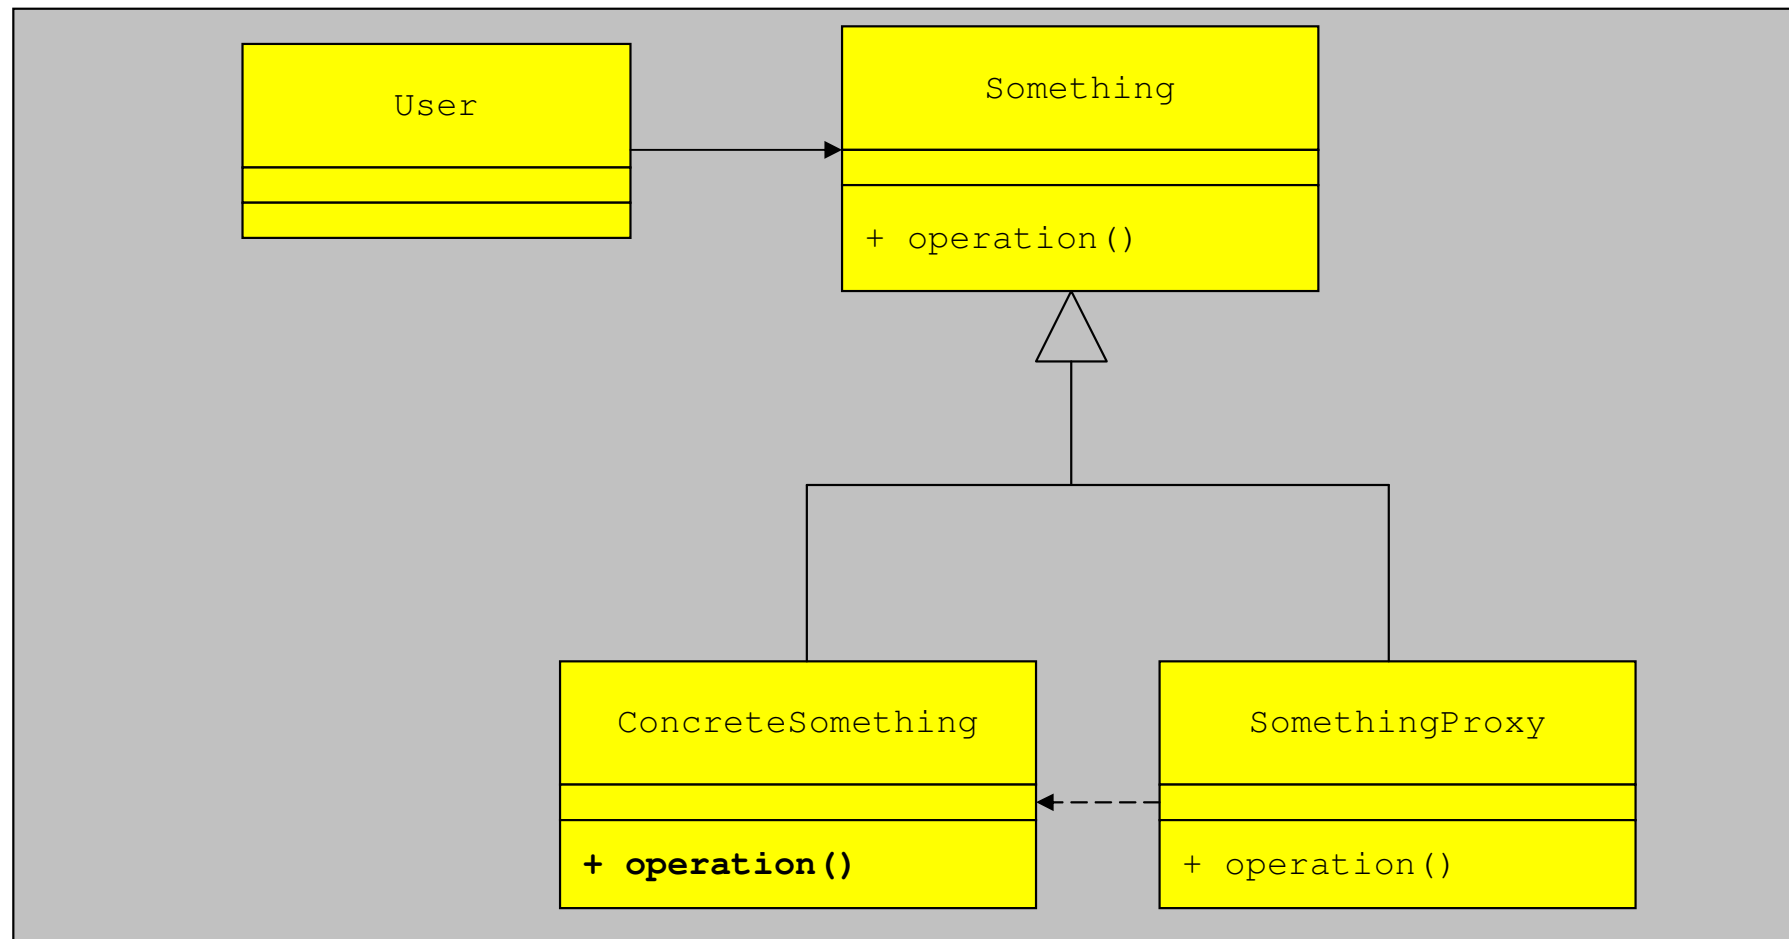 User
Something
+ operation()
ConcreteSomething
SomethingProxy
+ operation()
+ operation()